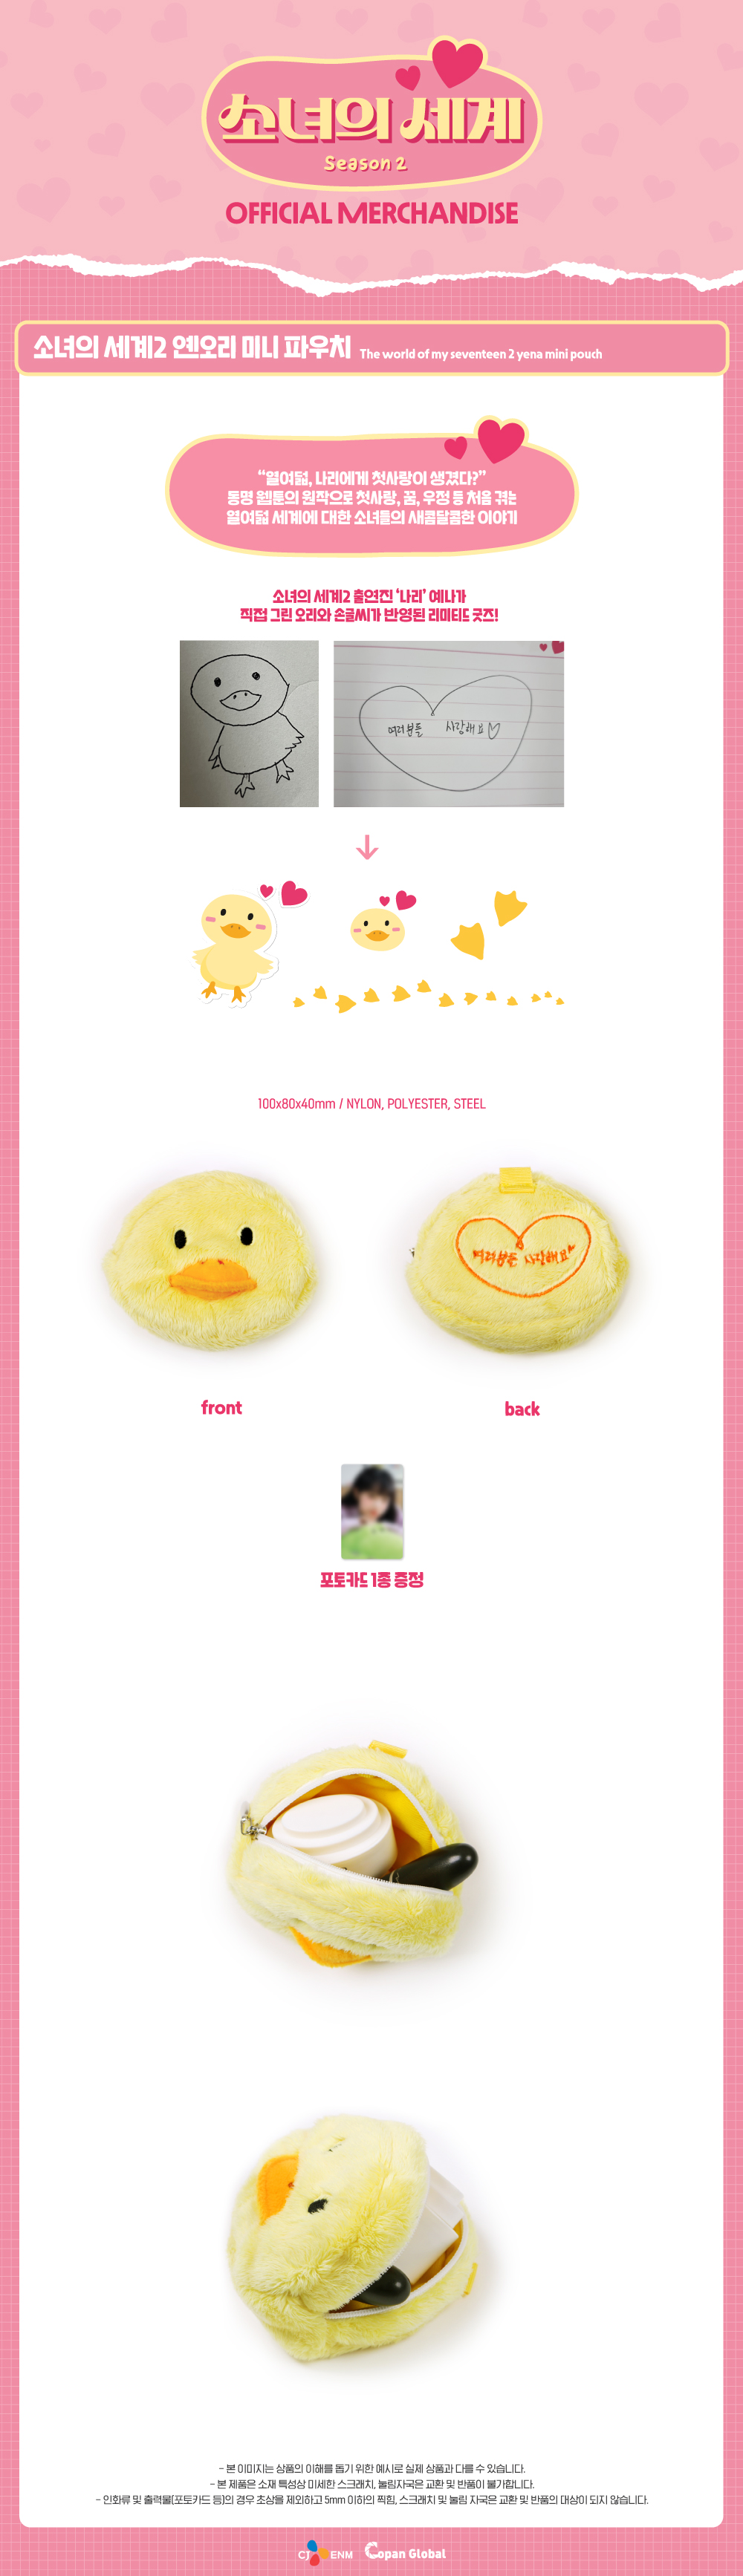 소녀의 세계
Season 2
OFFICIAL MERCHANDISE
소녀의 세계2 옌오리 미니 파우치 The world of my seventeen 2 yena mini pouch
“열여덟, 나리에게 첫사랑이 생겼다?”
동명 웹툰의 원작으로 첫사랑, 꿈, 우정 등 처음 겪는
열여덟 세계에 대한 소녀들의 새콤달콤한 이야기
소녀의 세계2 출연진 ‘나리’ 예나가
직접 그린 오리와 손글씨가 반영된 리미티드 굿즈!
여러분들 사랑해요♡
100x80x40mm / NYLON, POLYESTER, STEEL
여러분들 사랑해요♥
front
back
포토카드 1종 증정
- 본 이미지는 상품의 이해를 돕기 위한 예시로 실제 상품과 다를 수 있습니다.
- 본 제품은 소재 특성상 미세한 스크래치, 눌림자국은 교환 및 반품이 불가합니다.
- 인화류 및 출력물(포토카드 등)의 경우 초상을 제외하고 5mm 이하의 찍힘, 스크래치 및 눌림 자국은 교환 및 반품의 대상이 되지 않습니다.
CJ ENM Copan Global